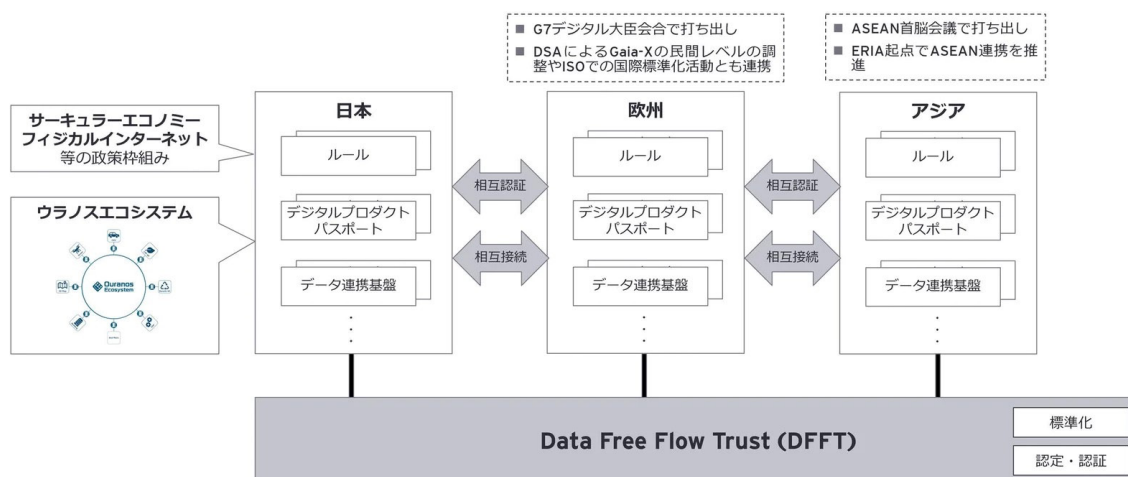 ■ G7デジタル大臣会合で打ち出し
■ DSAによるGaia-Xの民間レベルの調
整やISOでの国際標準化活動とも連携
■ ASEAN首脳会議で打ち出し
■ ERIA起点でASEAN連携を推
進
サーキュラーエコノミー
フィジカルインターネット
等の政策枠組み
ウラノスエコシステム
Ouranos
Ecosystem
日本
ルール
デジタルプロダクト
パスポート
データ連携基盤
相互認証
相互接続
欧州
ルール
デジタルプロダクト
パスポート
データ連携基盤
相互認証
相互接続
アジア
ルール
デジタルプロダクト
パスポート
データ連携基盤
Data Free Flow Trust (DFFT)
標準化
認定・認証